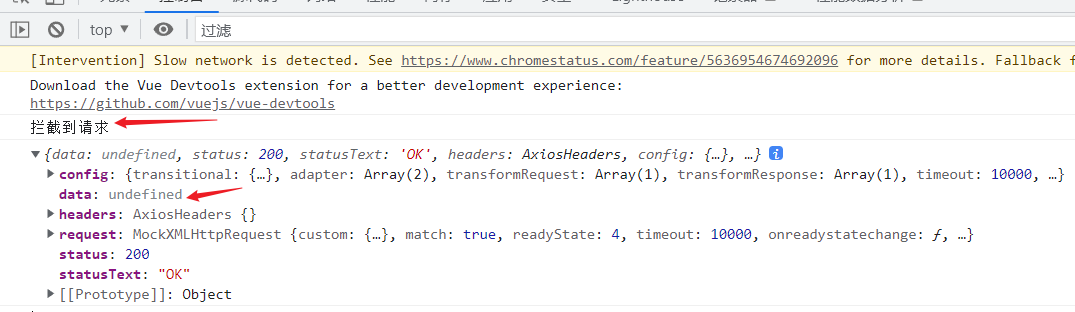 top
过滤
[Intervention] Slow network is detected. See https://www.chromestatus.com/feature/5636954674692096 for more details. Fallback f
Download the Vue Devtools extension for a better development experience:
https://github.com/vuejs/vue-devtools
拦截到请求
{data: undefined, status: 200, statusText: 'OK', headers: AxiosHeaders, config: {…}, …}
config: {transitional: {…}, adapter: Array(2), transformRequest: Array(1), transformResponse: Array(1), timeout: 10000, …}
data: undefined
headers: AxiosHeaders {}
request: MockXMLHttpRequest {custom: {…}, match: true, readyState: 4, timeout: 10000, onreadystatechange: ƒ, …}
status: 200
statusText: "OK"
[[Prototype]]: Object